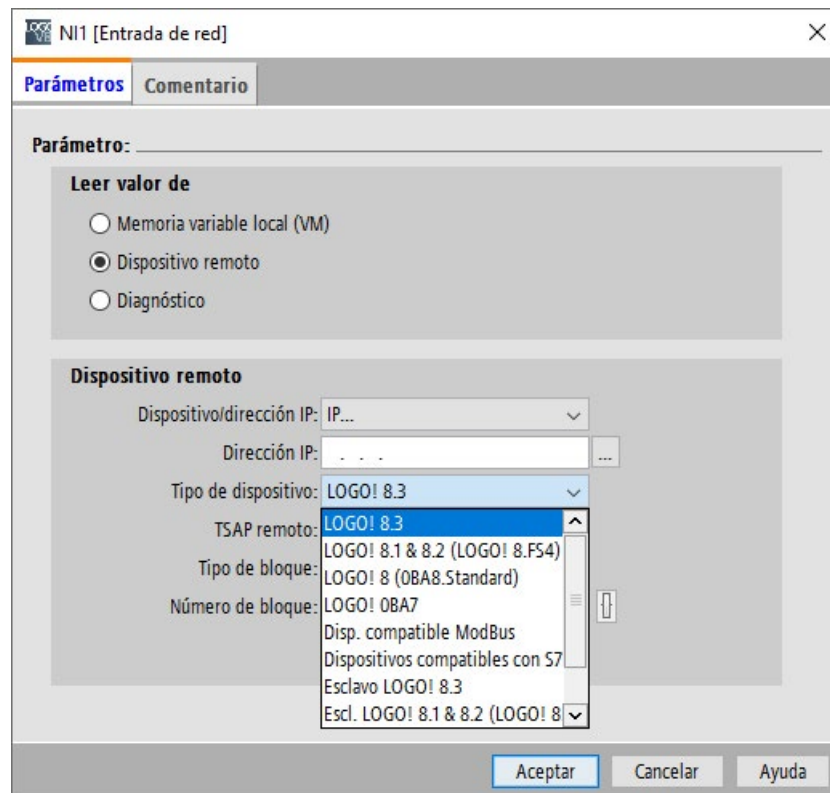 NI1 [Entrada de red]
Parámetros Comentario
Parámetro:
Leer valor de
Memoria variable local (VM)
Dispositivo remoto
Diagnóstico
Dispositivo remoto
Dispositivo/dirección IP: IP...
Dirección IP: . . . ...
Tipo de dispositivo: LOGO! 8.3
TSAP remoto:
Tipo de bloque:
Número de bloque:
LOGO! 8.3
LOGO! 8.1 & 8.2 (LOGO! 8.FS4)
LOGO! 8 (0BA8.Standard)
LOGO! 0BA7
Disp. compatible ModBus
Dispositivos compatibles con S7
Esclavo LOGO! 8.3
Escl. LOGO! 8.1 & 8.2 (LOGO! 8
Aceptar Cancelar Ayuda